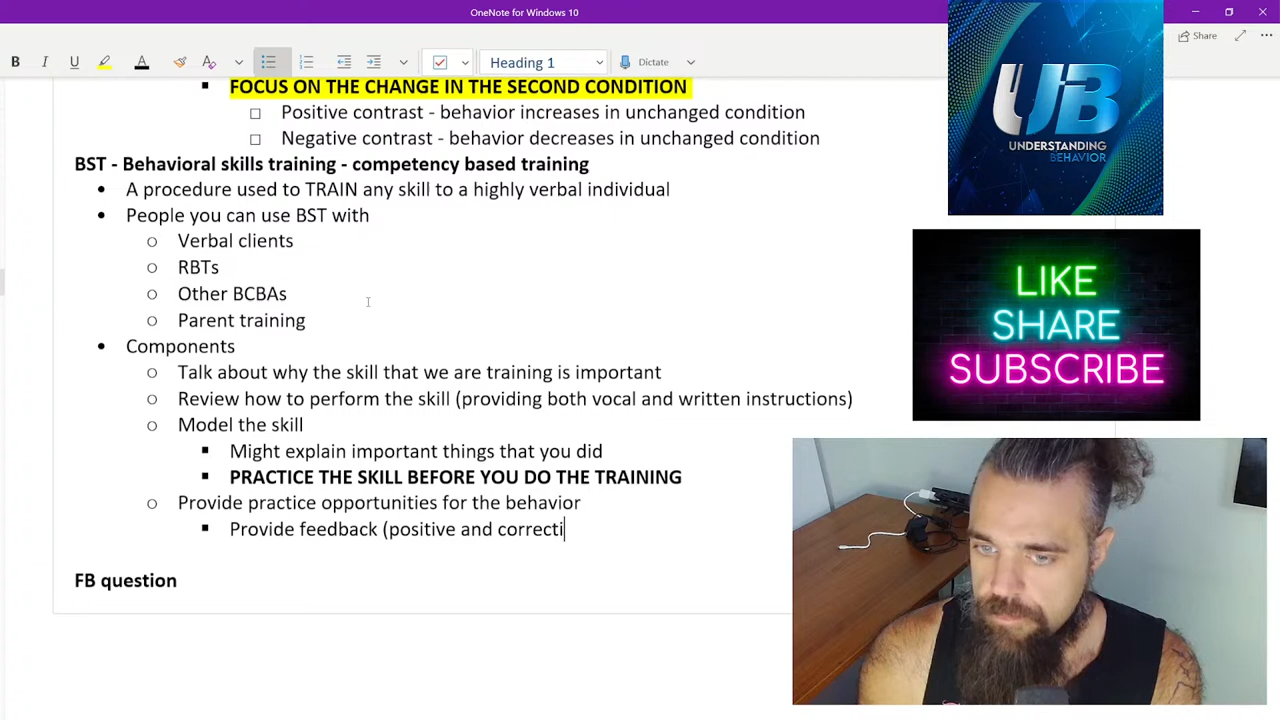 OneNote for Windows 10
B I U A A Heading 1 Dictate Share
FOCUS ON THE CHANGE IN THE SECOND CONDITION
Positive contrast - behavior increases in unchanged condition
Negative contrast - behavior decreases in unchanged condition
BST - Behavioral skills training - competency based training
A procedure used to TRAIN any skill to a highly verbal individual
People you can use BST with
Verbal clients
RBTs
Other BCBAs
Parent training
Components
Talk about why the skill that we are training is important
Review how to perform the skill (providing both vocal and written instructions)
Model the skill
Might explain important things that you did
PRACTICE THE SKILL BEFORE YOU DO THE TRAINING
Provide practice opportunities for the behavior
Provide feedback (positive and correcti
FB question
UB
UNDERSTANDING
BEHAVIOR
LIKE
SHARE
SUBSCRIBE